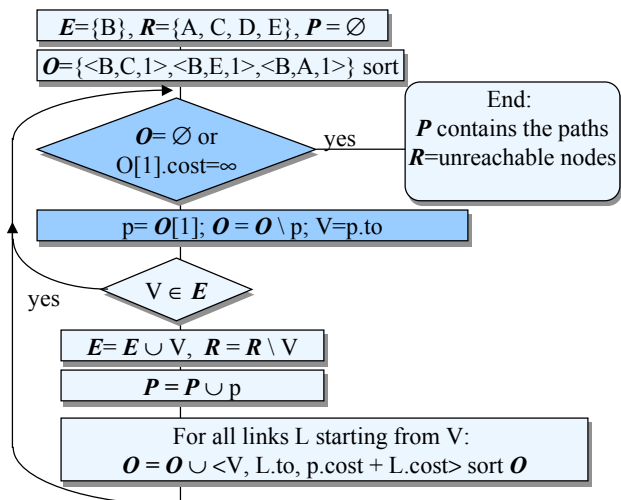 E={B}, R={A, C, D, E}, P = ∅
O={<B,C,1>,<B,E,1>,<B,A,1>} sort
O= ∅ or
O[1].cost=∞
yes
End:
P contains the paths
R=unreachable nodes
p= O[1]; O = O \ p; V=p.to
V ∈ E
yes
E= E ∪ V, R = R \ V
P = P ∪ p
For all links L starting from V:
O = O ∪ <V, L.to, p.cost + L.cost> sort O